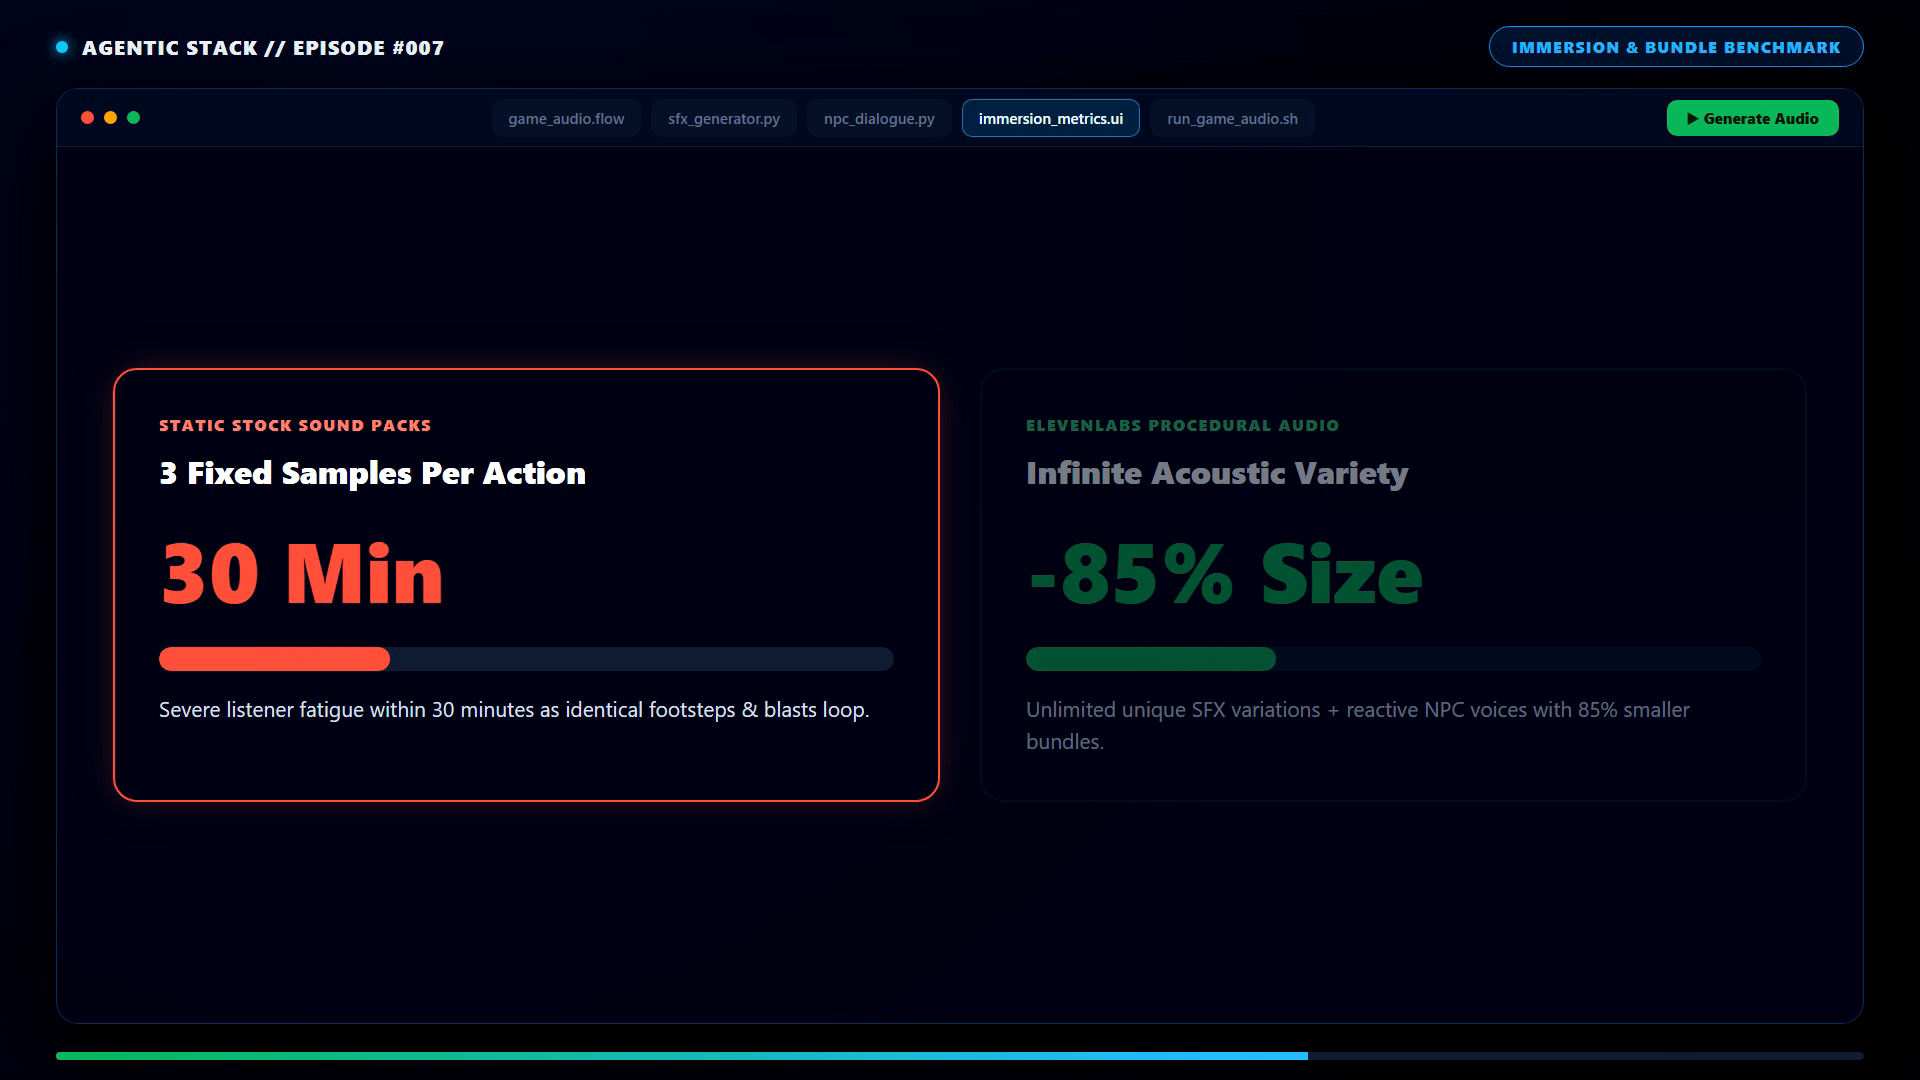 AGENTIC STACK // EPISODE #007
IMMERSION & BUNDLE BENCHMARK
game_audio.flow
sfx_generator.py
npc_dialogue.py
immersion_metrics.ui
run_game_audio.sh
▶ Generate Audio
STATIC STOCK SOUND PACKS
3 Fixed Samples Per Action
30 Min
Severe listener fatigue within 30 minutes as identical footsteps & blasts loop.
ELEVENLABS PROCEDURAL AUDIO
Infinite Acoustic Variety
-85% Size
Unlimited unique SFX variations + reactive NPC voices with 85% smaller
bundles.